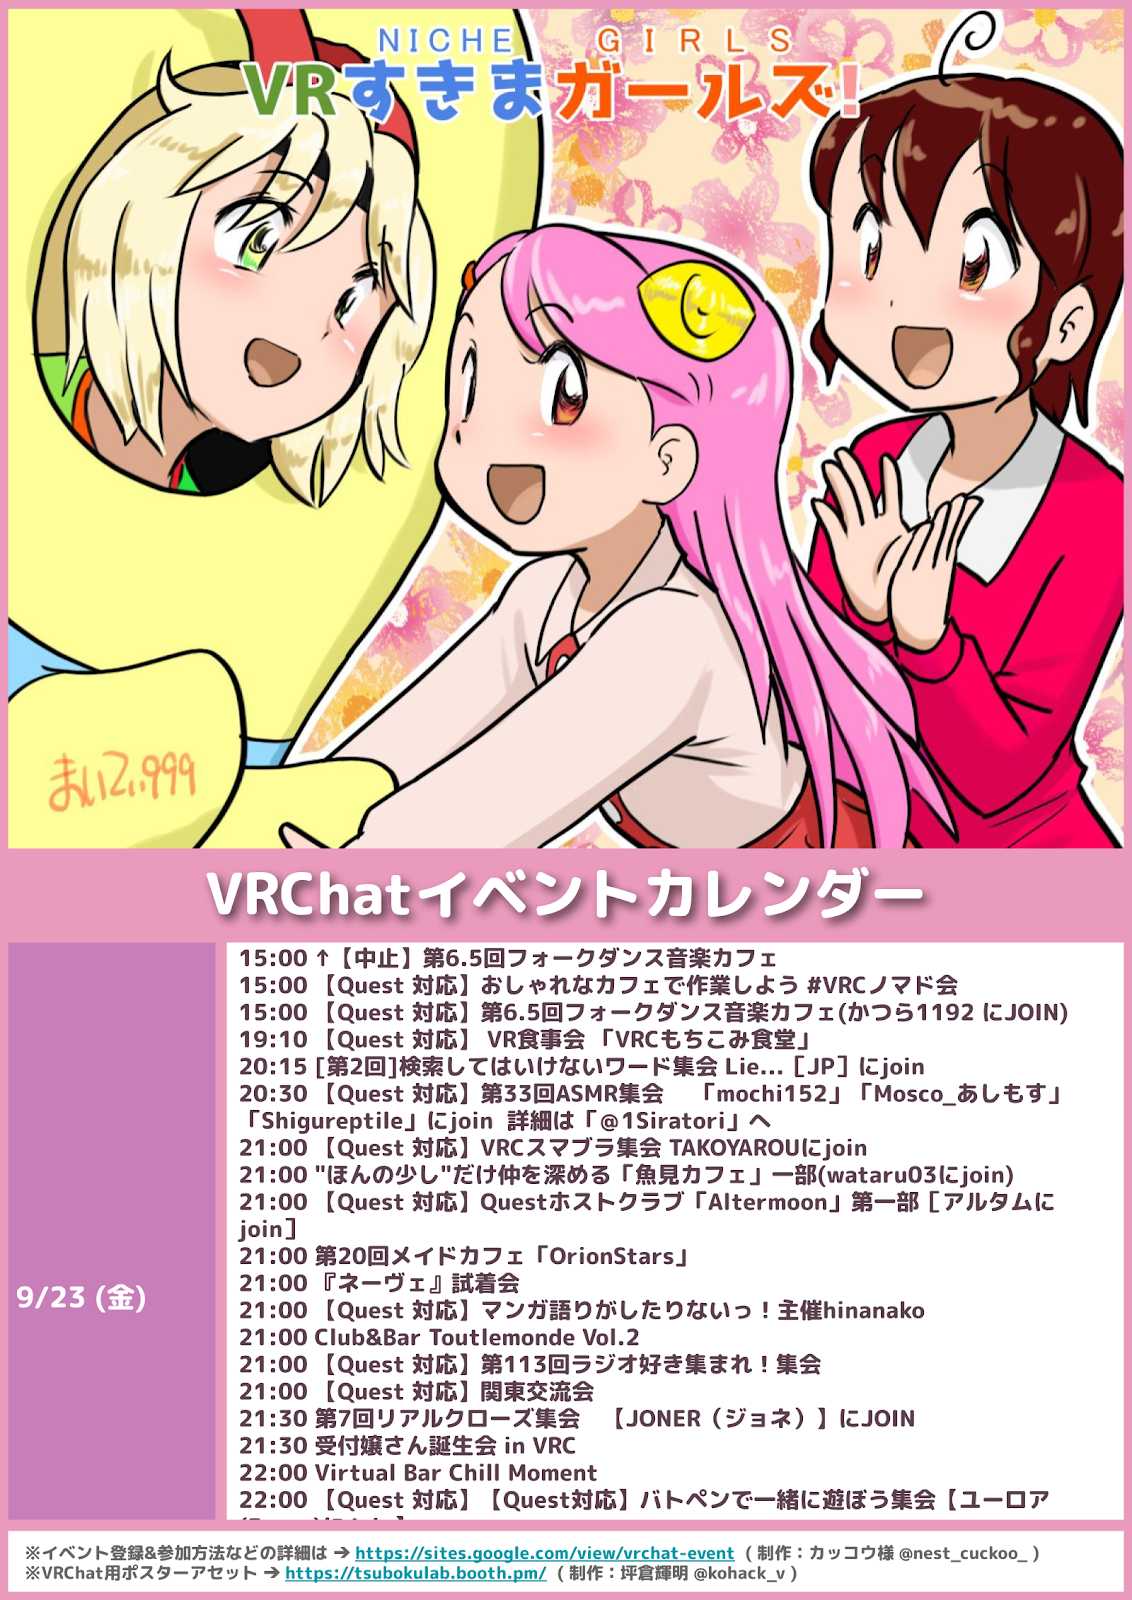 NICHE GIRLS
VRすきまガールズ!
まいてぃ999
VRChatイベントカレンダー
9/23 (金)
15:00 ↑【中止】第6.5回フォークダンス音楽カフェ
15:00 【Quest 対応】おしゃれなカフェで作業しよう #VRCノマド会
15:00 【Quest 対応】第6.5回フォークダンス音楽カフェ(かつら1192 にJOIN)
19:10 【Quest 対応】 VR食事会 「VRCもちこみ食堂」
20:15 [第2回]検索してはいけないワード集会 Lie...［JP］にjoin
20:30 【Quest 対応】第33回ASMR集会　「mochi152」「Mosco_あしもす」
「Shigureptile」にjoin 詳細は「@1Siratori」へ
21:00 【Quest 対応】VRCスマブラ集会 TAKOYAROUにjoin
21:00 "ほんの少し"だけ仲を深める「魚見カフェ」一部(wataru03にjoin)
21:00 【Quest 対応】Questホストクラブ「Altermoon」第一部［アルタムに
join］
21:00 第20回メイドカフェ「OrionStars」
21:00 『ネーヴェ』試着会
21:00 【Quest 対応】マンガ語りがしたりないっ！主催hinanako
21:00 Club&Bar Toutlemonde Vol.2
21:00 【Quest 対応】第113回ラジオ好き集まれ！集会
21:00 【Quest 対応】関東交流会
21:30 第7回リアルクローズ集会　【JONER（ジョネ）】にJOIN
21:30 受付嬢さん誕生会 in VRC
22:00 Virtual Bar Chill Moment
22:00 【Quest 対応】【Quest対応】バトペンで一緒に遊ぼう集会【ユーロア
※イベント登録&参加方法などの詳細は ➔ https://sites.google.com/view/vrchat-event ( 制作：カッコウ様 @nest_cuckoo_ )
※VRChat用ポスターアセット ➔ https://tsubokulab.booth.pm/ ( 制作：坪倉輝明 @kohack_v )